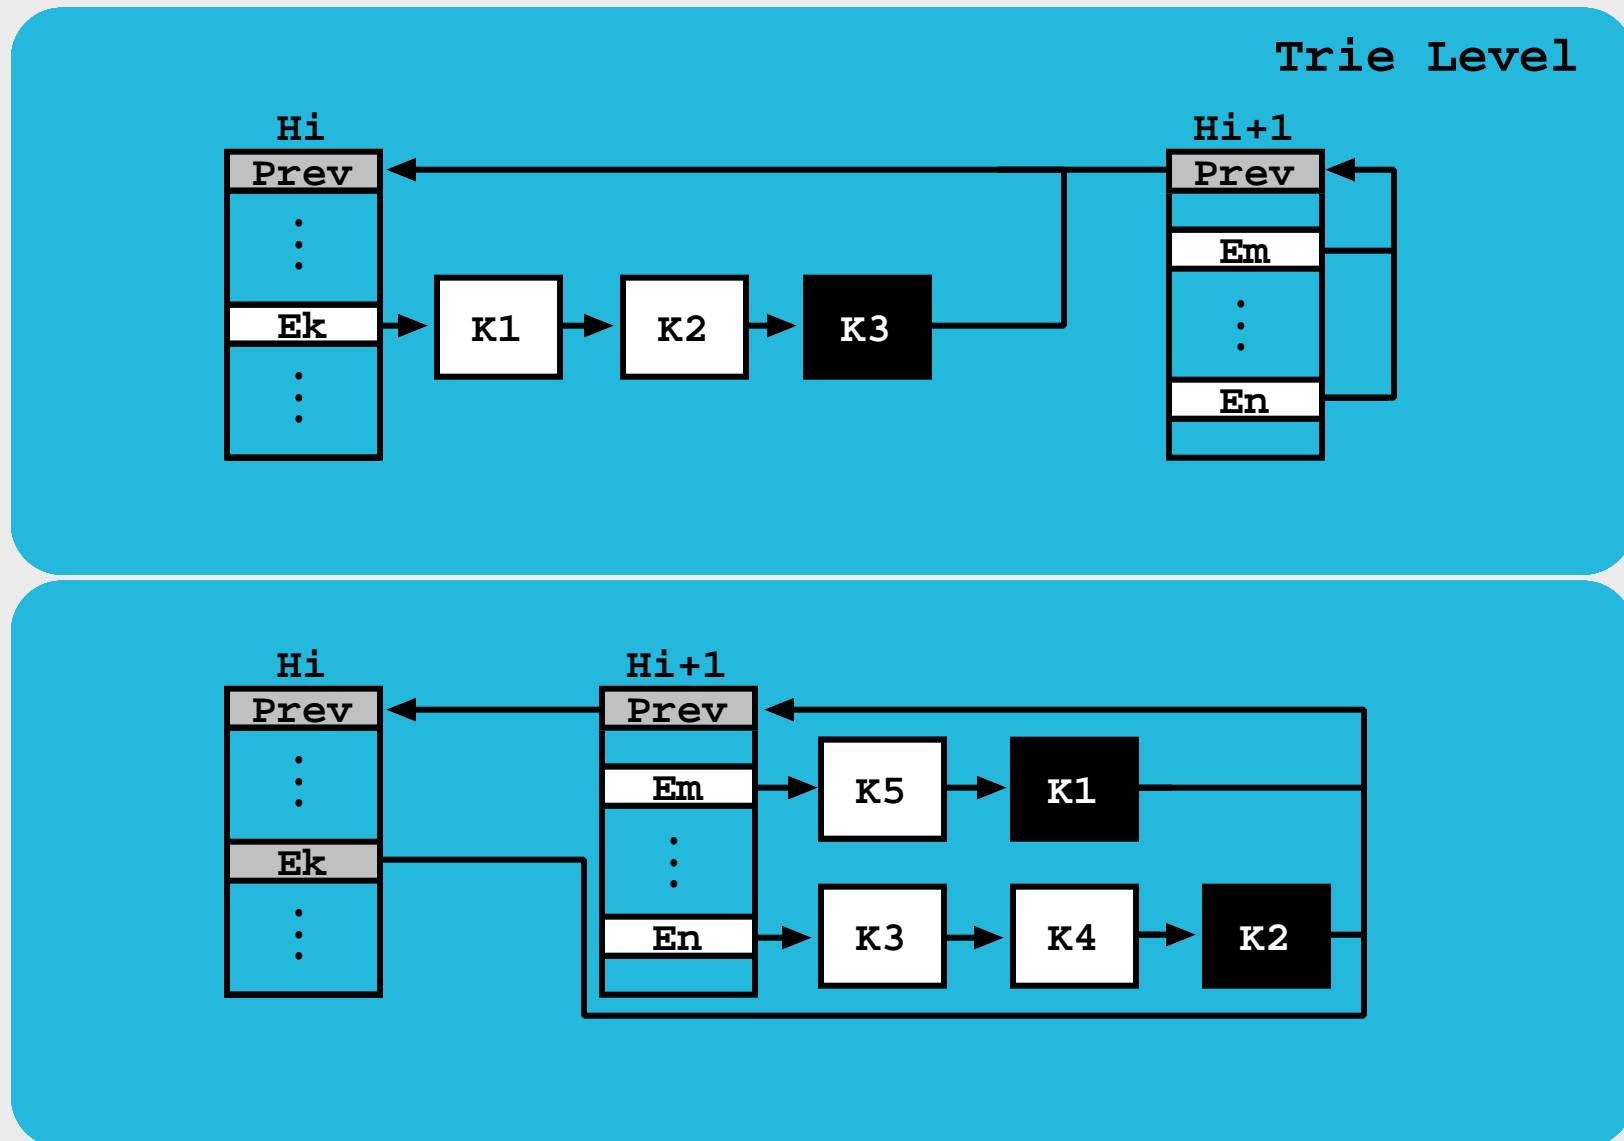 Trie Level
Hi
Hi+1
Prev
Prev
Em
Ek
K1
K2
K3
En
Hi
Hi+1
Prev
Prev
Em
K5
K1
Ek
En
K3
K4
K2